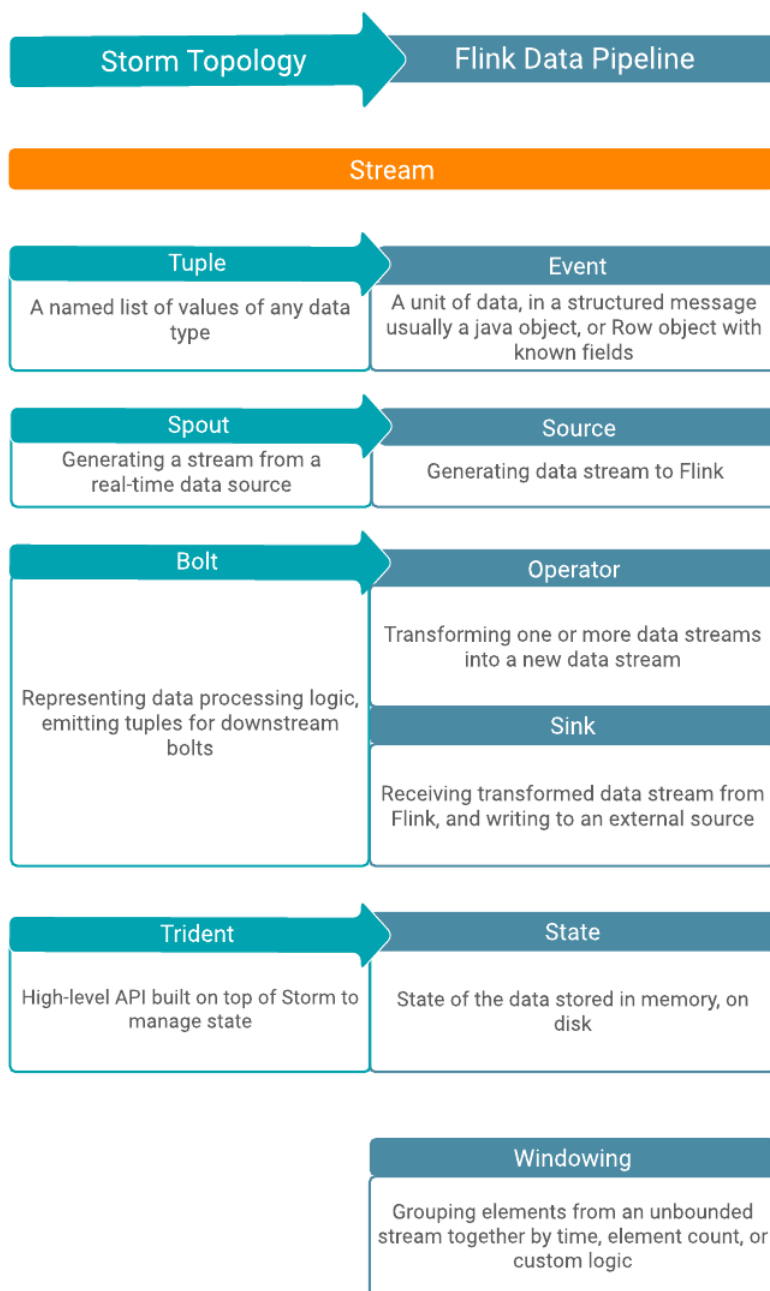 Storm Topology
Flink Data Pipeline
Stream
Tuple
A named list of values of any data
type
Event
A unit of data, in a structured message
usually a java object, or Row object with
known fields
Spout
Generating a stream from a
real-time data source
Source
Generating data stream to Flink
Bolt
Representing data processing logic,
emitting tuples for downstream
bolts
Operator
Transforming one or more data streams
into a new data stream
Sink
Receiving transformed data stream from
Flink, and writing to an external source
Trident
High-level API built on top of Storm to
manage state
State
State of the data stored in memory, on
disk
Windowing
Grouping elements from an unbounded
stream together by time, element count, or
custom logic